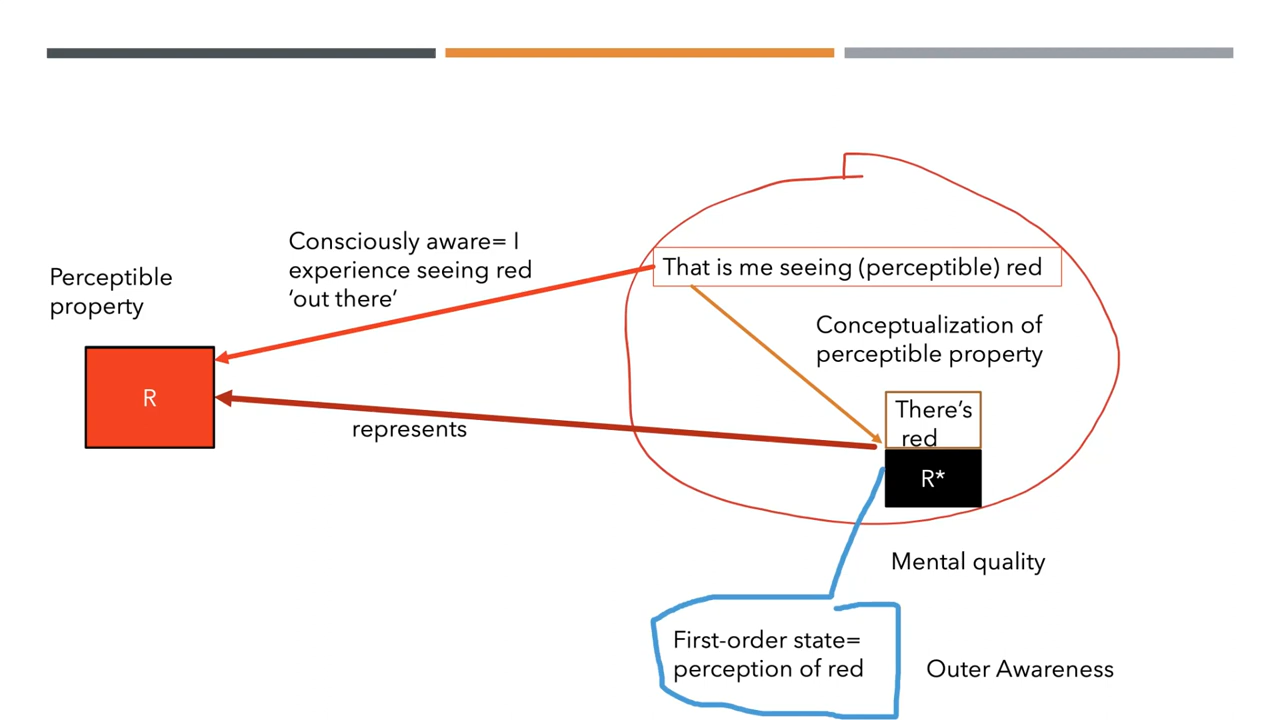 Consciously aware= I
experience seeing red
‘out there’
Perceptible
property
That is me seeing (perceptible) red
Conceptualization of
perceptible property
R
represents
There’s
red
R*
Mental quality
First-order state=
perception of red
Outer Awareness